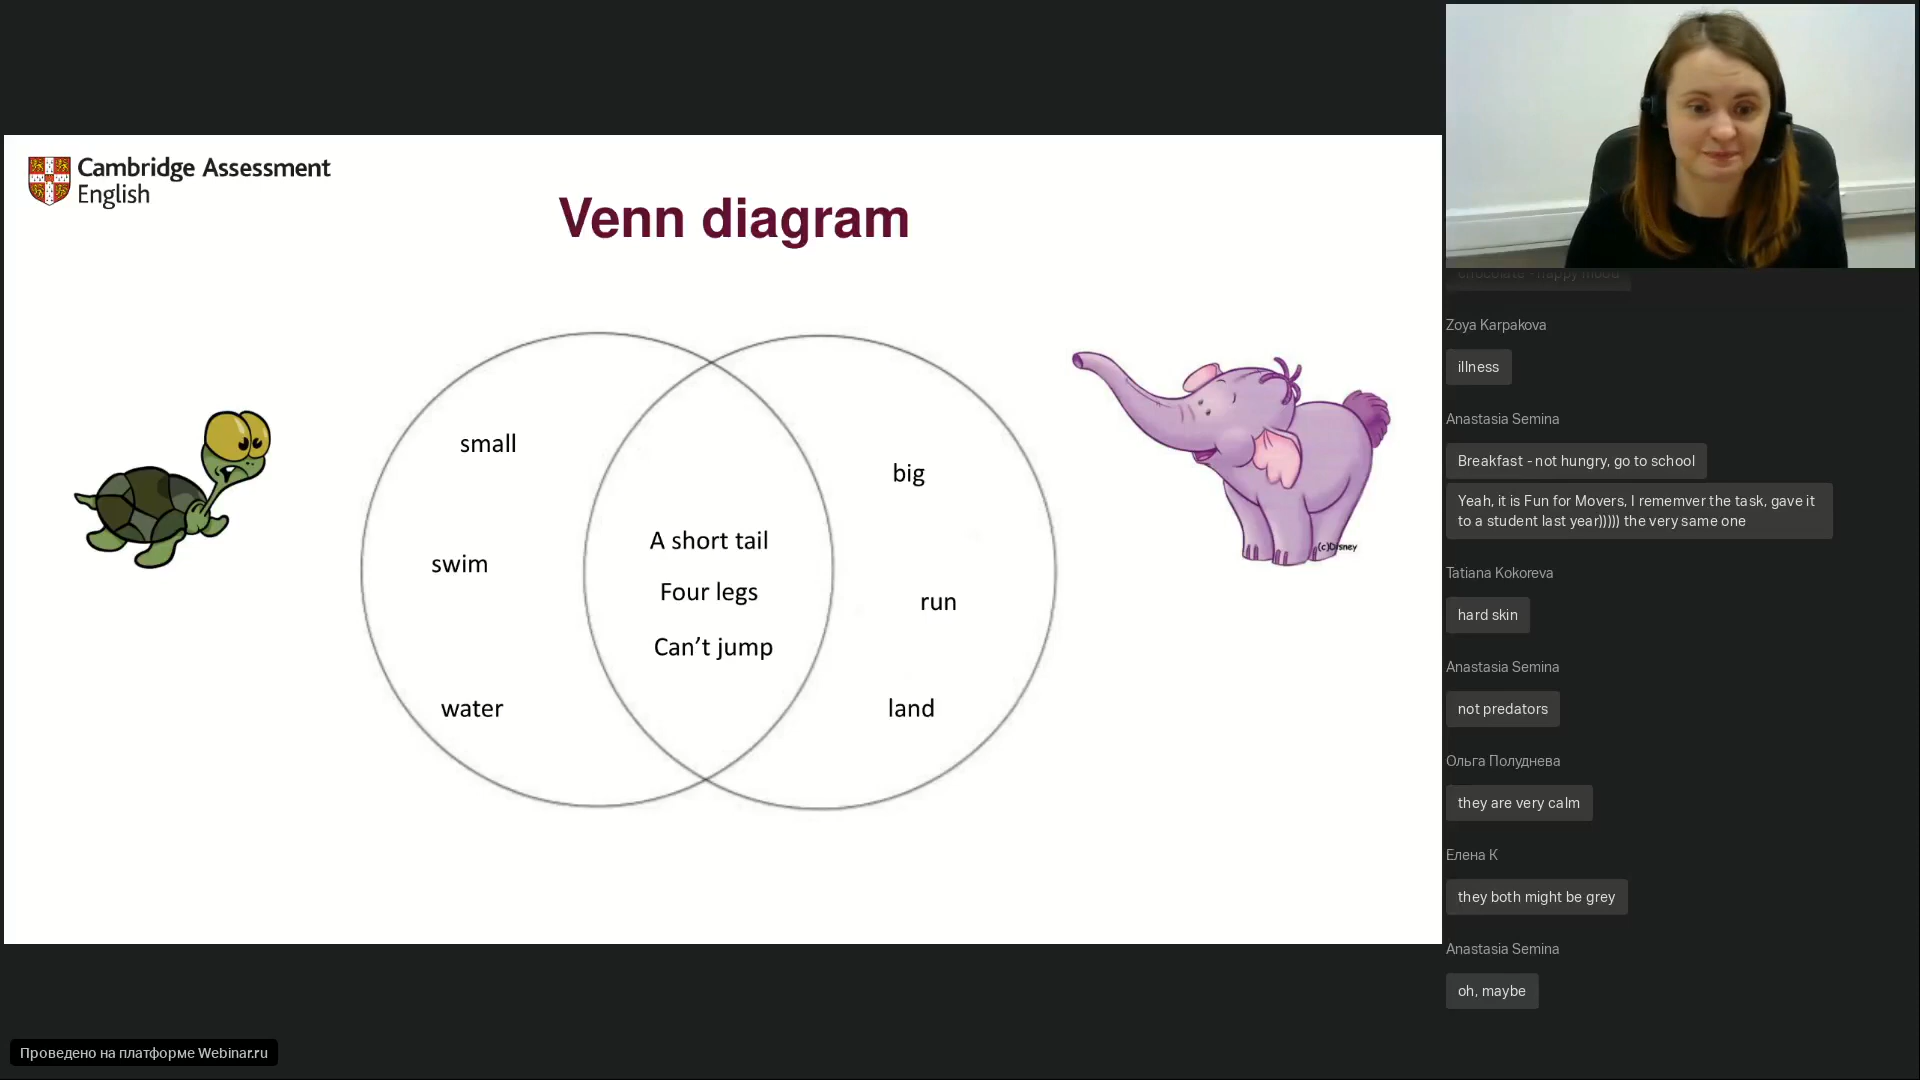 Cambridge Assessment
English
Venn diagram
small
big
A short tail
swim
Four legs
run
Can't jump
water
land
(c)Disney
chocolate - happy mood
Zoya Karpakova
illness
Anastasia Semina
Breakfast - not hungry, go to school
Yeah, it is Fun for Movers, I rememver the task, gave it
to a student last year))))) the very same one
Tatiana Kokoreva
hard skin
Anastasia Semina
not predators
Ольга Полуднева
they are very calm
Елена К
they both might be grey
Anastasia Semina
oh, maybe
Проведено на платформе Webinar.ru